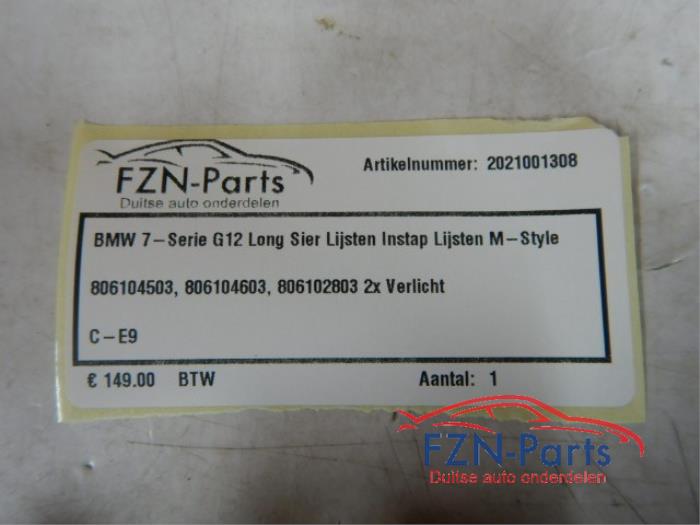 FZN-Parts
Duitse auto onderdelen
Artikelnummer: 2021001308
BMW 7-Serie G12 Long Sier Lijsten Instap Lijsten M-Style
806104503, 806104603, 806102803 2x Verlicht
C-E9
€ 149.00 BTW
Aantal: 1
FZN-Parts
Duitse auto onderdelen